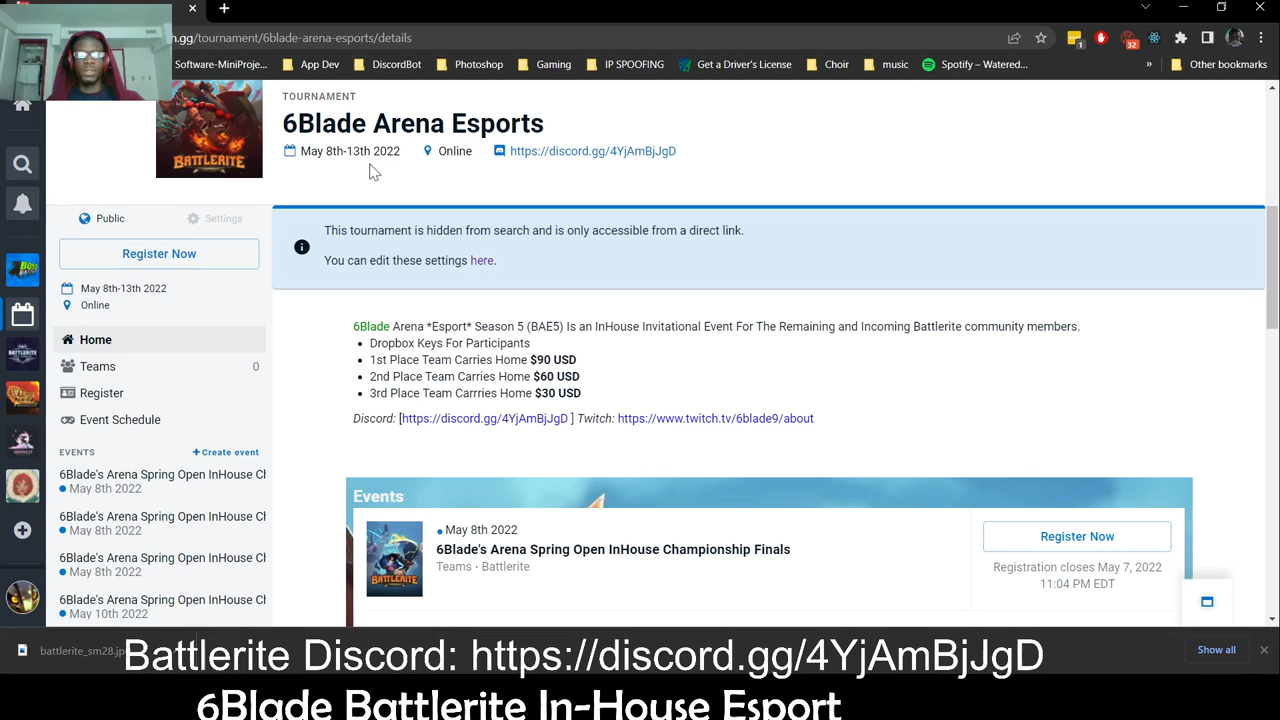 n.gg/tournament/6blade-arena-esports/details
1
32
Software-MiniProje... App Dev DiscordBot Photoshop Gaming IP SPOOFING Get a Driver's License Choir music Spotify – Watered... » Other bookmarks
BATTLERITE
TOURNAMENT
6Blade Arena Esports
May 8th-13th 2022 Online https://discord.gg/4YjAmBjJgD
Public Settings
Register Now
May 8th-13th 2022
Online
Home
Teams 0
Register
Event Schedule
EVENTS +Create event
6Blade's Arena Spring Open InHouse Cl
May 8th 2022
6Blade's Arena Spring Open InHouse Cl
May 8th 2022
6Blade's Arena Spring Open InHouse Cl
May 8th 2022
6Blade's Arena Spring Open InHouse Cl
May 10th 2022
This tournament is hidden from search and is only accessible from a direct link.
You can edit these settings here.
6Blade Arena *Esport* Season 5 (BAE5) Is an InHouse Invitational Event For The Remaining and Incoming Battlerite community members.
Dropbox Keys For Participants
1st Place Team Carries Home $90 USD
2nd Place Team Carries Home $60 USD
3rd Place Team Carrries Home $30 USD
Discord: [https://discord.gg/4YjAmBjJgD ] Twitch: https://www.twitch.tv/6blade9/about
Events
BATTLERITE
May 8th 2022
6Blade's Arena Spring Open InHouse Championship Finals
Teams · Battlerite
Register Now
Registration closes May 7, 2022
11:04 PM EDT
battlerite_sm28.jp
Show all
Battlerite Discord: https://discord.gg/4YjAmBjJgD
6Blade Battlerite In-House Esport